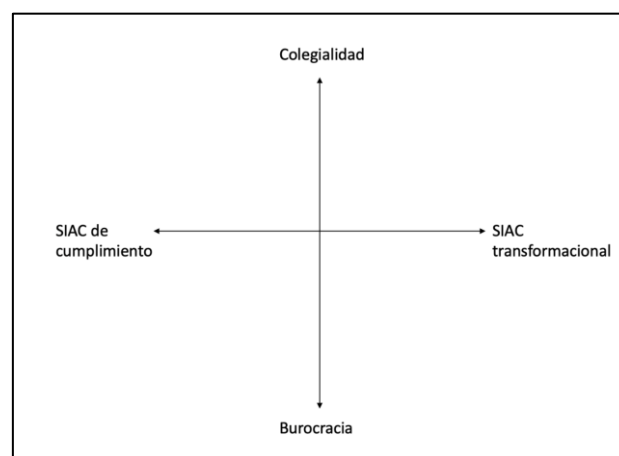 Colegialidad
SIAC de
cumplimiento
SIAC
transformacional
Burocracia